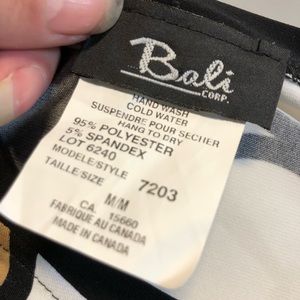 Bali
CORP.
HAND WASH
COLD WATER
SUSPENDRE POUR SECHER
HANG TO DRY
95% POLYESTER
5% SPANDEX
LOT 6240
MODELE/STYLE 7203
TAILLE/SIZE M/M
CA. 15660
FABRIQUE AU CANADA
MADE IN CANADA